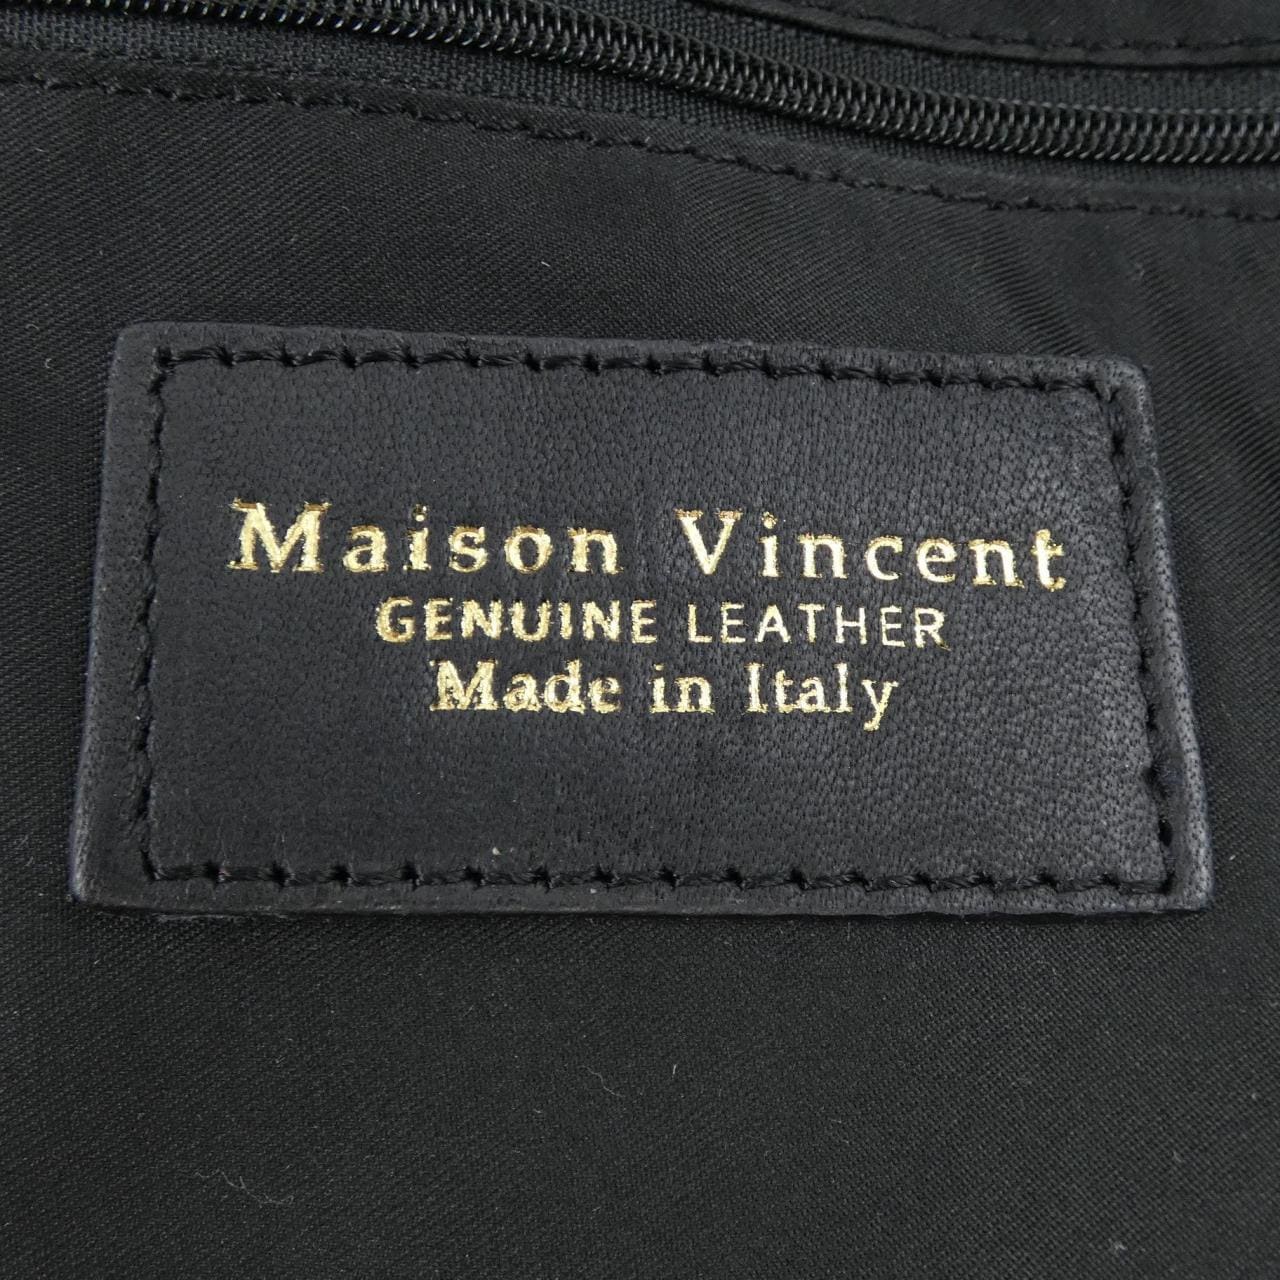 Maison Vincent
GENUINE LEATHER
Made in Italy